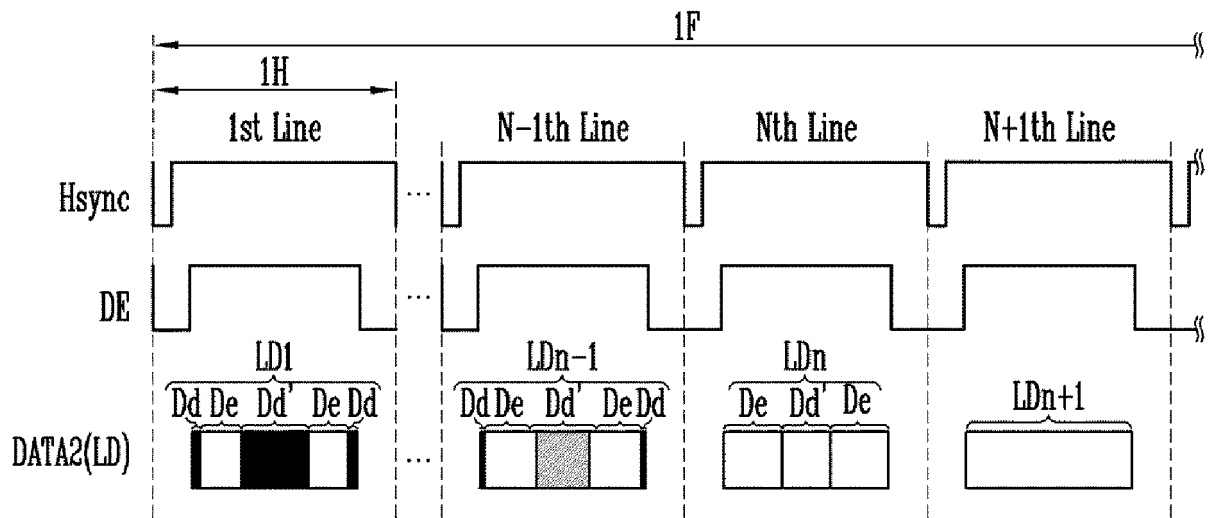 1F
1H
1st Line N-1th Line Nth Line N+1th Line
Hsync ...
DE ...
LD1 LDn-1 LDn LDn+1
Dd De Dd' De Dd Dd De Dd' De Dd De Dd' De
DATA2(LD) ...